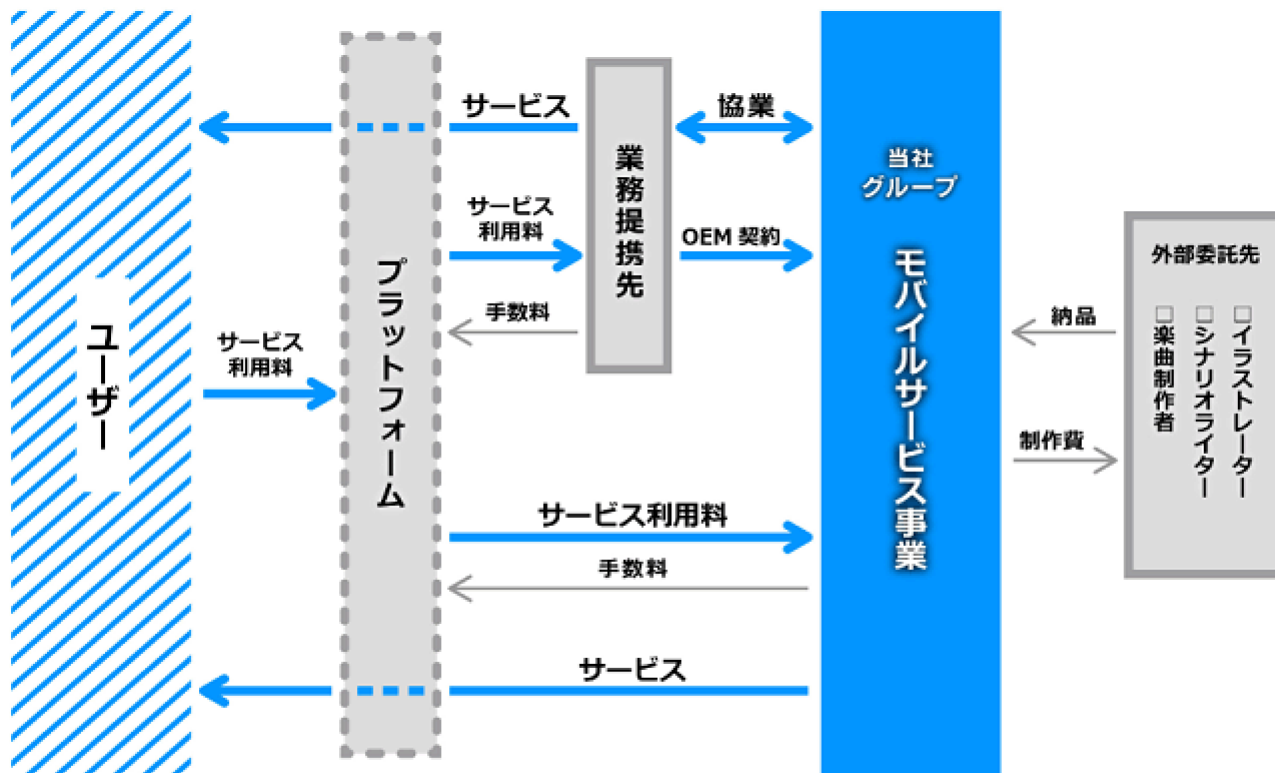 ユーザー
サービス
利用料
プラットフォーム
サービス
サービス
利用料
手数料
業務提携先
協業
OEM 契約
当社
グループ
モバイルサービス事業
サービス利用料
手数料
サービス
納品
制作費
外部委託先
□イラストレーター
□シナリオライター
□楽曲制作者